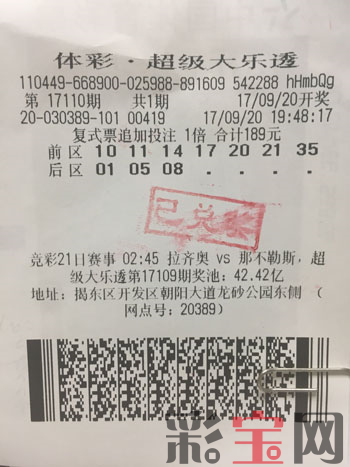 体彩·超级大乐透
110449-668900-025988-891609 542288 hHmbQg
第 17110期 共1期 17/09/20开奖
20-030389-101 00419 17/09/20 19:48:17
复式票追加投注 1倍 合计189元
前区 10 11 14 17 20 21 35
后区 01 05 08
已兑奖
竞彩21日赛事 02:45 拉齐奥 vs 那不勒斯，超
级大乐透第17109期奖池：42.42亿
地址：揭东区开发区朝阳大道龙砂公园东侧（
网点号：20389）
彩宝网